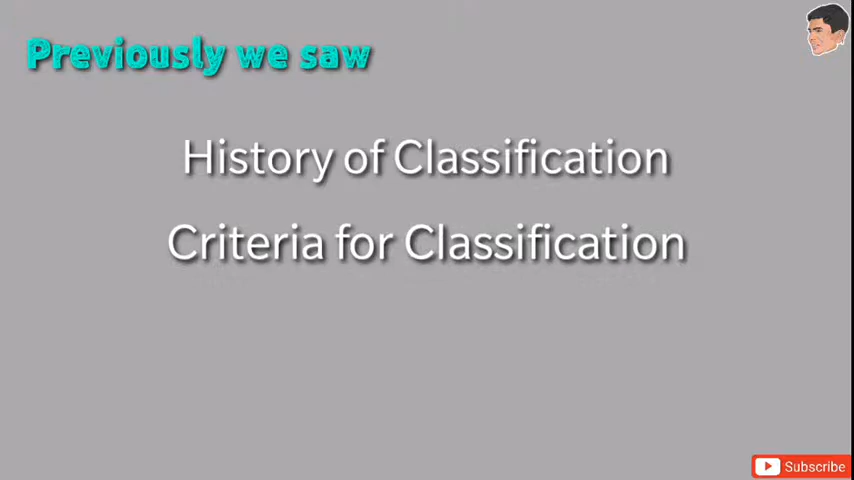 Previously we saw
History of Classification
Criteria for Classification
Subscribe